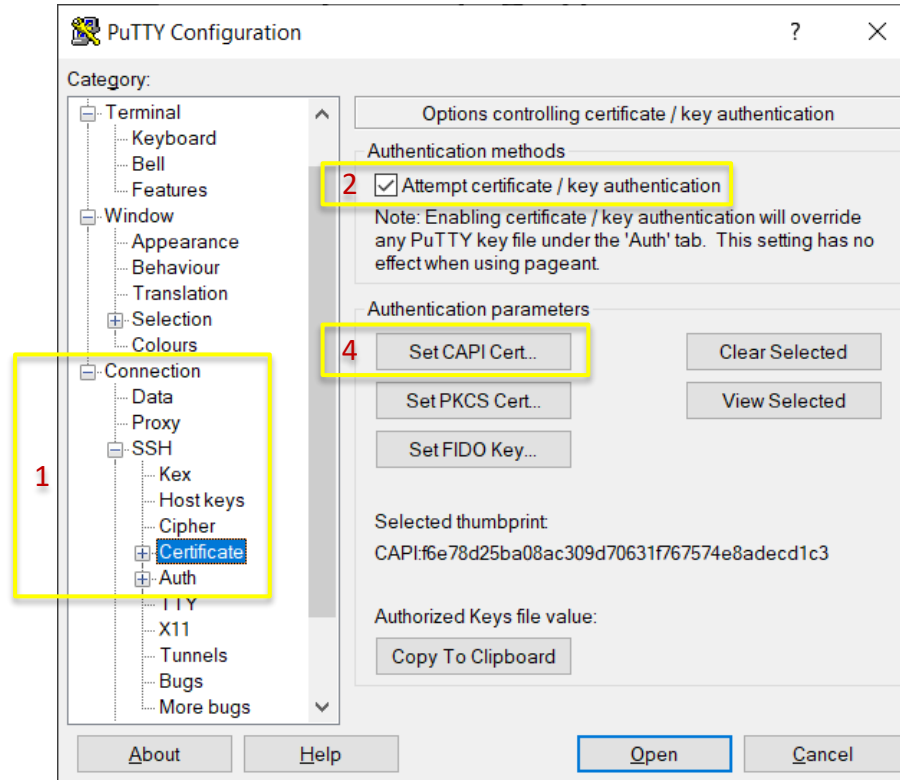 PuTTY Configuration
?
Category:
Terminal
Keyboard
Bell
Features
Window
Appearance
Behaviour
Translation
Selection
Colours
Connection
Data
Proxy
SSH
1
Kex
Host keys
Cipher
Certificate
Auth
TTY
X11
Tunnels
Bugs
More bugs
Options controlling certificate / key authentication
Authentication methods
2 Attempt certificate / key authentication
Note: Enabling certificate / key authentication will override
any PuTTY key file under the 'Auth' tab. This setting has no
effect when using pageant.
Authentication parameters
4 Set CAPI Cert... Clear Selected
Set PKCS Cert... View Selected
Set FIDO Key...
Selected thumbprint:
CAPI:f6e78d25ba08ac309d70631f767574e8adecd1c3
Authorized Keys file value:
Copy To Clipboard
About Help Open Cancel